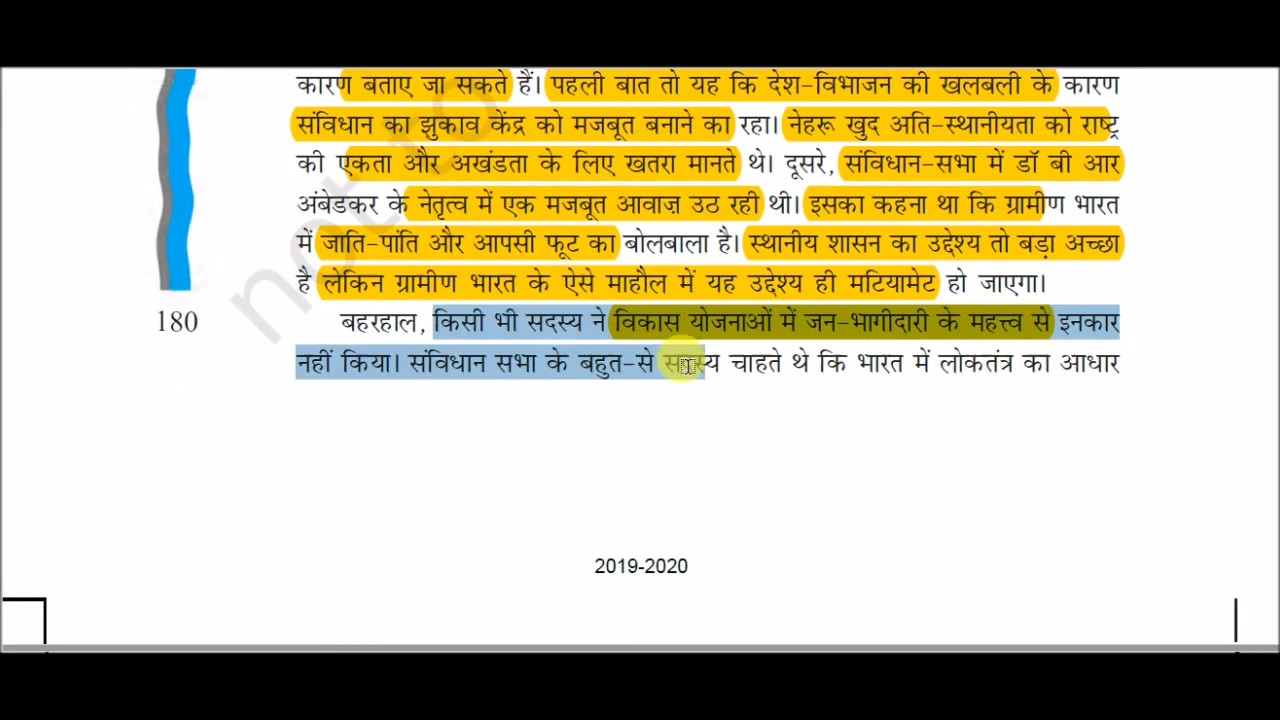 कारण बताए जा सकते हैं। पहली बात तो यह कि देश-विभाजन की खलबली के कारण
संविधान का झुकाव केंद्र को मजबूत बनाने का रहा। नेहरू खुद अति-स्थानीयता को राष्ट्र
की एकता और अखंडता के लिए खतरा मानते थे। दूसरे, संविधान-सभा में डॉ बी आर
अंबेडकर के नेतृत्व में एक मजबूत आवाज़ उठ रही थी। इसका कहना था कि ग्रामीण भारत
में जाति-पांति और आपसी फूट का बोलबाला है। स्थानीय शासन का उद्देश्य तो बड़ा अच्छा
है लेकिन ग्रामीण भारत के ऐसे माहौल में यह उद्देश्य ही मटियामेट हो जाएगा।
180 बहरहाल, किसी भी सदस्य ने विकास योजनाओं में जन-भागीदारी के महत्त्व से इनकार
नहीं किया। संविधान सभा के बहुत-से सदस्य चाहते थे कि भारत में लोकतंत्र का आधार
not to
2019-2020